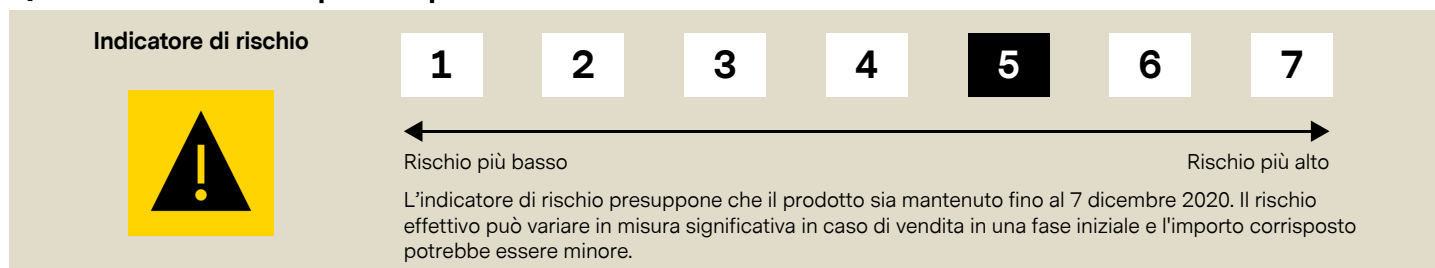 Indicatore di rischio
1 2 3 4 5 6 7
Rischio più basso
Rischio più alto
L'indicatore di rischio presuppone che il prodotto sia mantenuto fino al 7 dicembre 2020. Il rischio
effettivo può variare in misura significativa in caso di vendita in una fase iniziale e l'importo corrisposto
potrebbe essere minore.